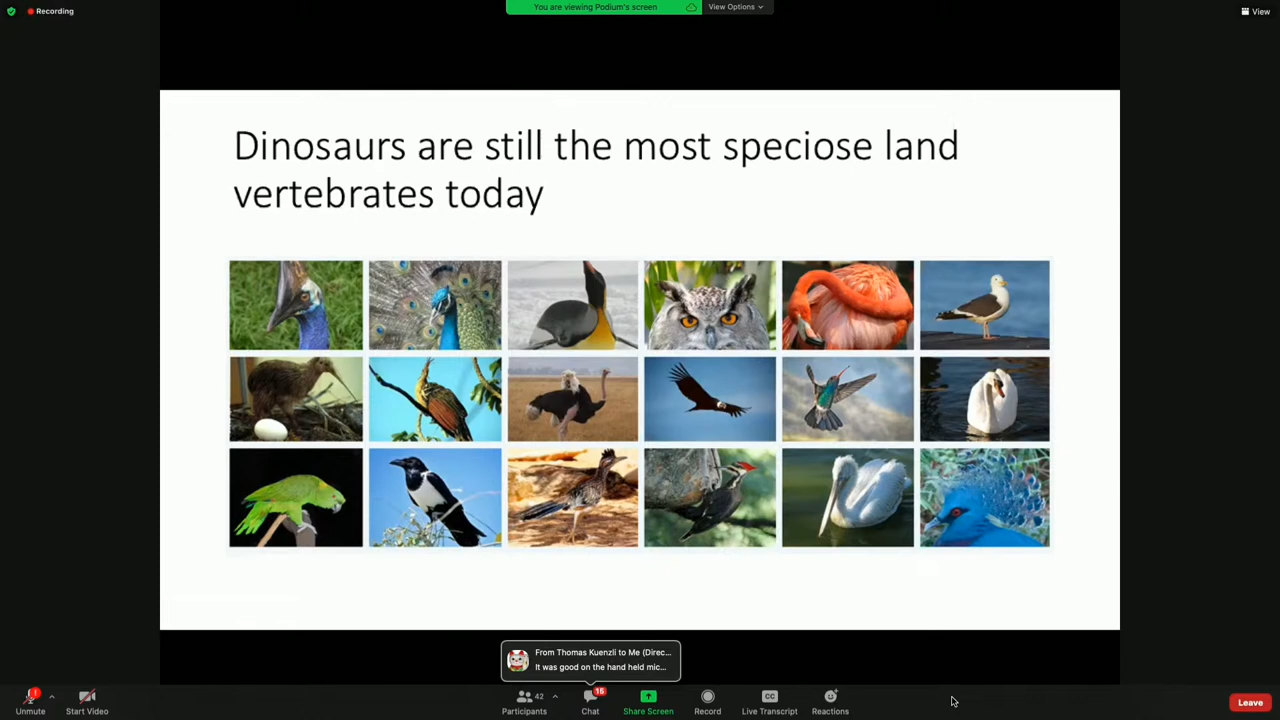 Recording
You are viewing Podium's screen
View Options
View
Dinosaurs are still the most speciose land
vertebrates today
From Thomas Kuenzli to Me (Direc...
It was good on the hand held mic...
Unmute
Start Video
42
Participants
15
Chat
Share Screen
Record
CC
Live Transcript
Reactions
Leave